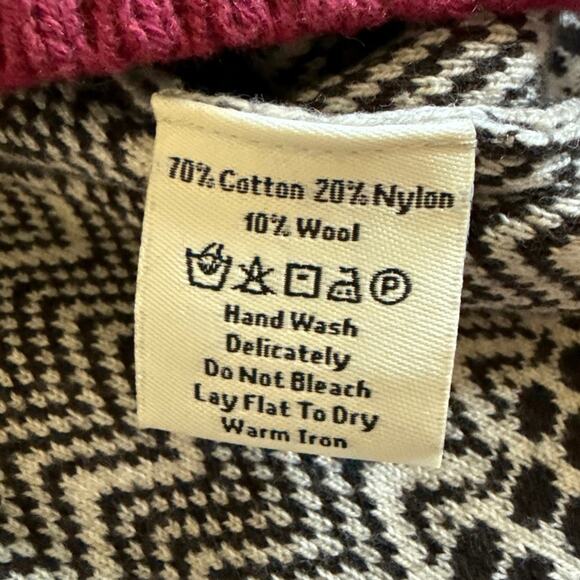 70% Cotton 20% Nylon
10% Wool
P
Hand Wash
Delicately
Do Not Bleach
Lay Flat To Dry
Warm Iron